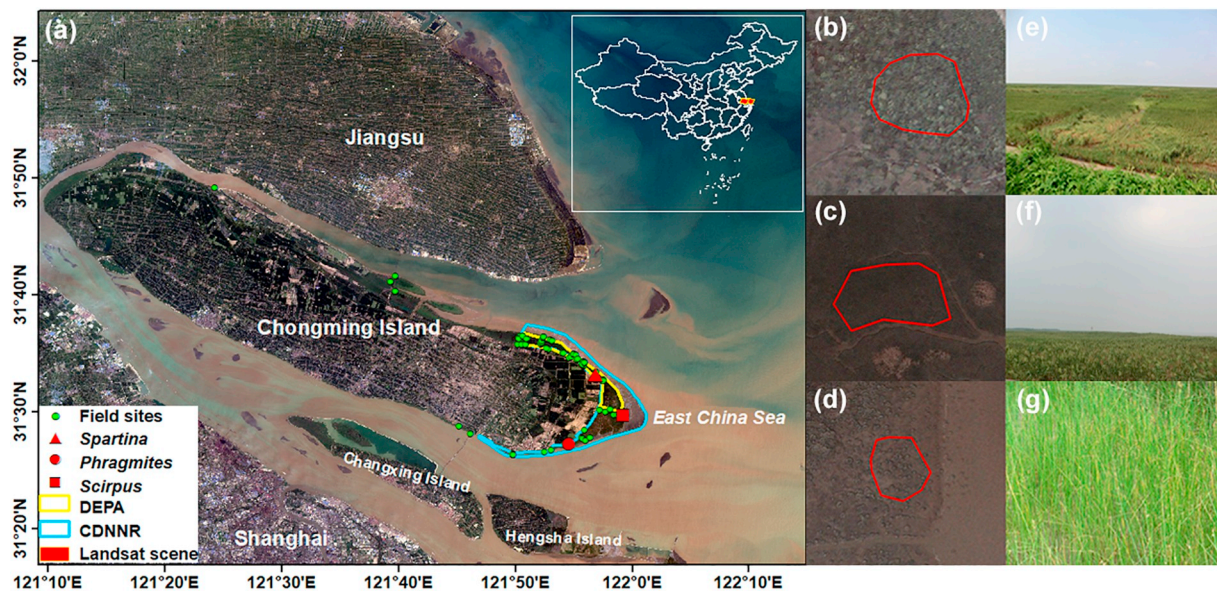 (a)
32°0'N
31°50'N
31°40'N
31°30'N
31°20'N
Jiangsu
Chongming Island
East China Sea
Changxing Island
Hengsha Island
Shanghai
Field sites
Spartina
Phragmites
Scirpus
DEPA
CDNNR
Landsat scene
121°10'E
121°20'E
121°30'E
121°40'E
121°50'E
122°0'E
122°10'E
(b)
(c)
(d)
(e)
(f)
(g)